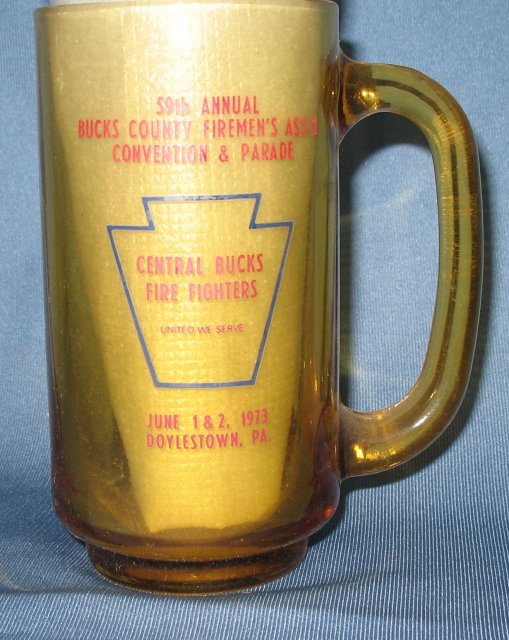 59th ANNUAL
BUCKS COUNTY FIREMEN'S ASS'N
CONVENTION & PARADE
CENTRAL BUCKS
FIRE FIGHTERS
UNITED WE SERVE
JUNE 1 & 2, 1973
DOYLESTOWN, PA.